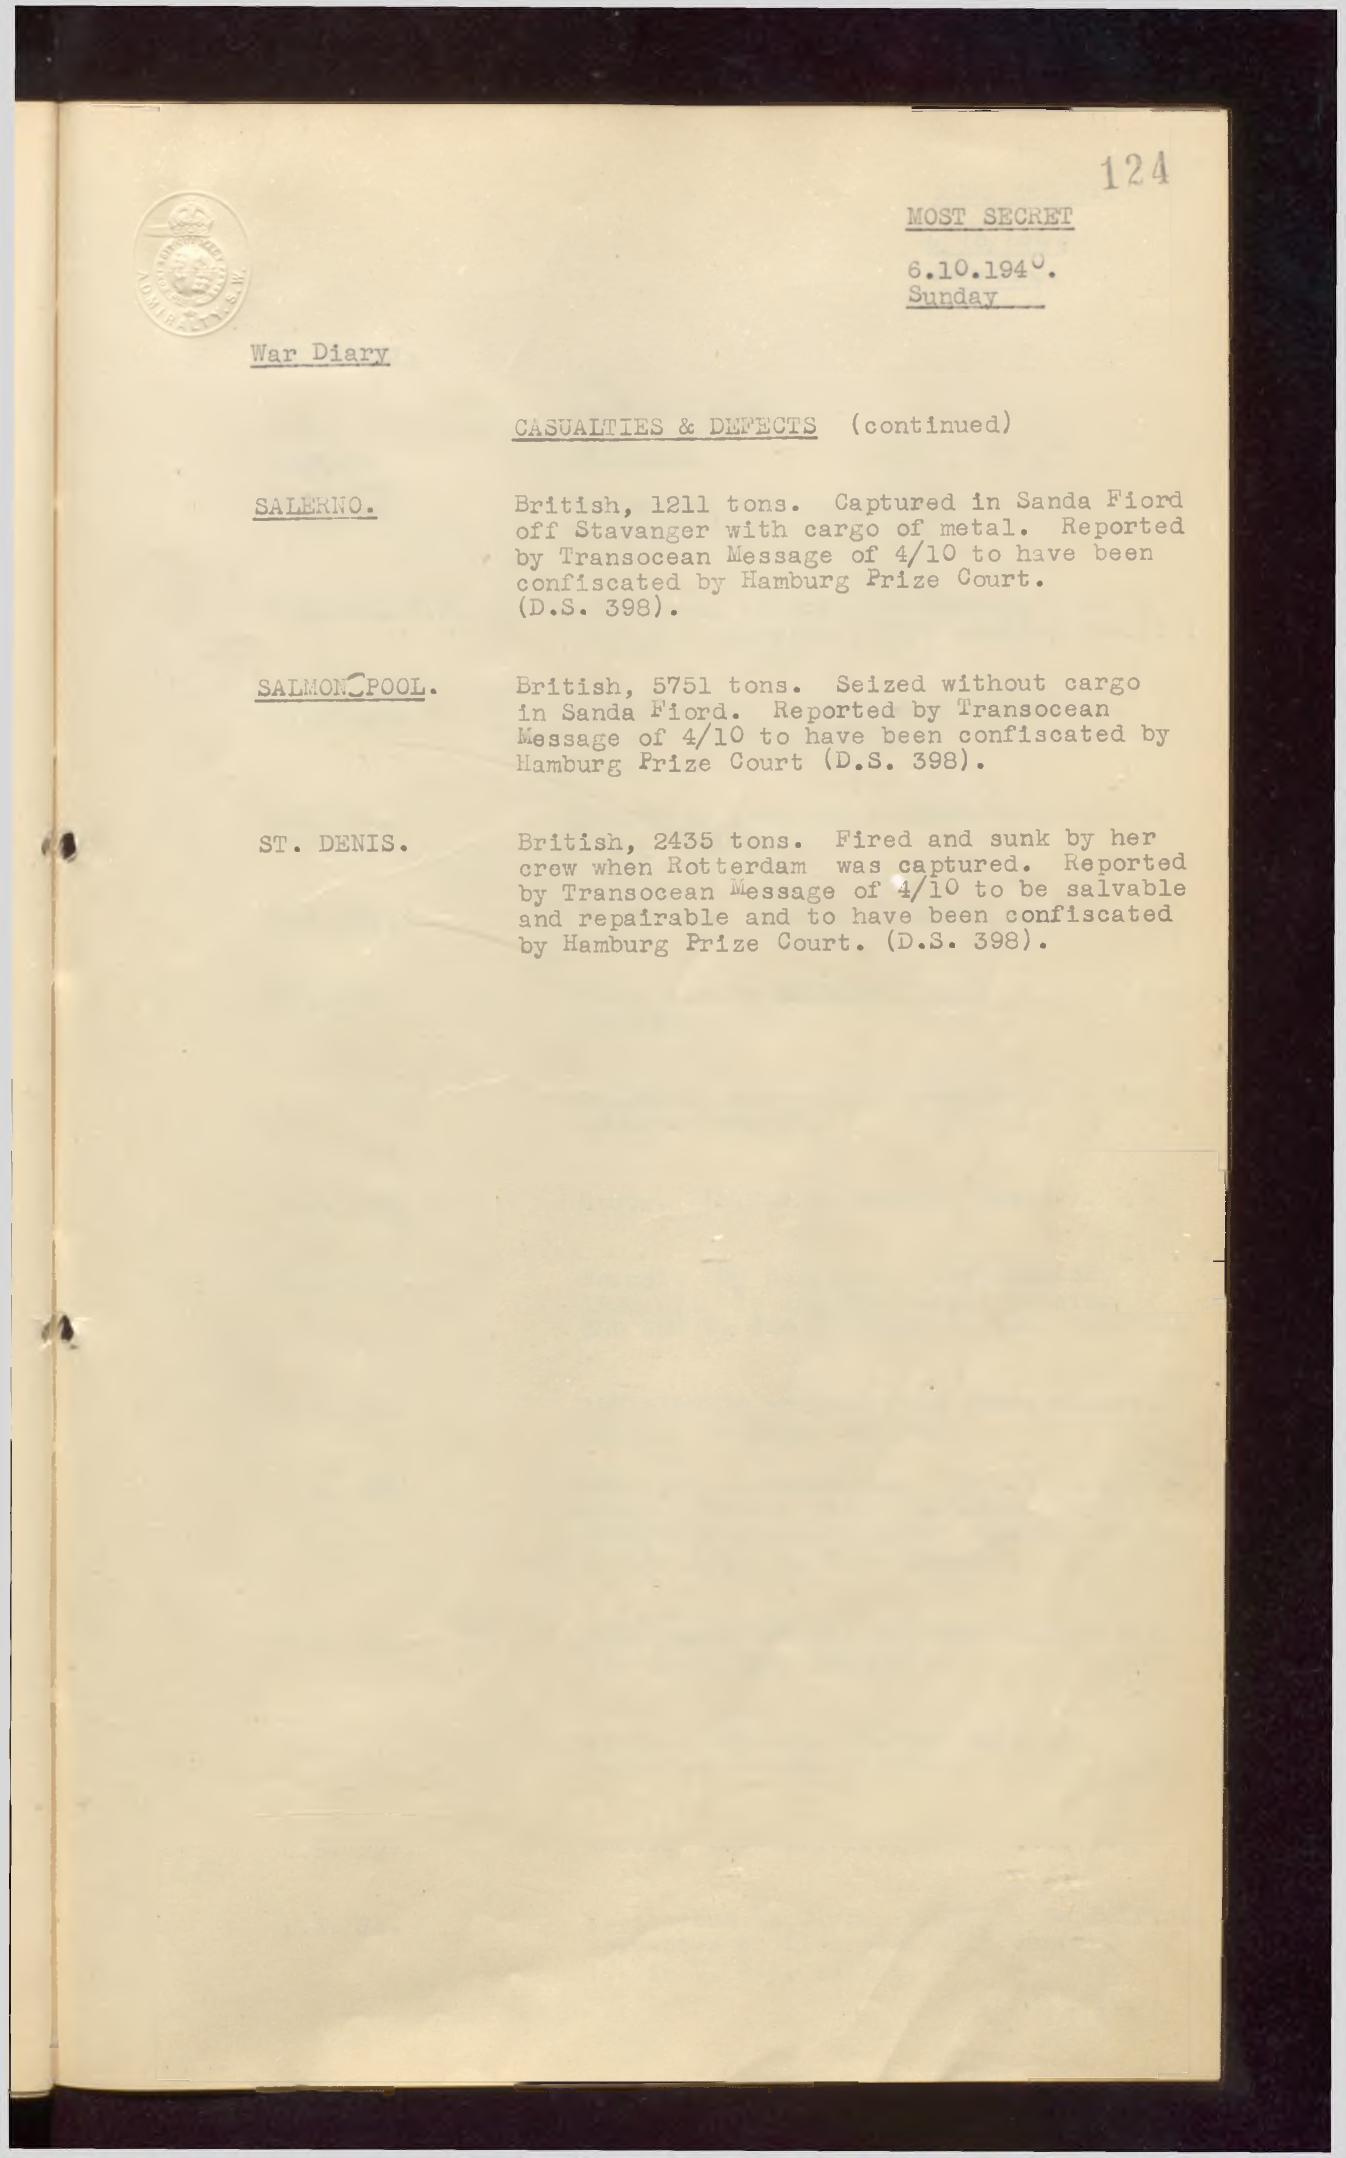 124
MOST SECRET
6.10.1940.
Sunday
ADMIRALTY. S.W.
War Diary
CASUALTIES & DEFECTS (continued)
SALERNO. British, 1211 tons. Captured in Sanda Fiord
off Stavanger with cargo of metal. Reported
by Transocean Message of 4/10 to have been
confiscated by Hamburg Prize Court.
(D.S. 398).
SALMON POOL. British, 5751 tons. Seized without cargo
in Sanda Fiord. Reported by Transocean
Message of 4/10 to have been confiscated by
Hamburg Prize Court (D.S. 398).
ST. DENIS. British, 2435 tons. Fired and sunk by her
crew when Rotterdam was captured. Reported
by Transocean Message of 4/10 to be salvable
and repairable and to have been confiscated
by Hamburg Prize Court. (D.S. 398).